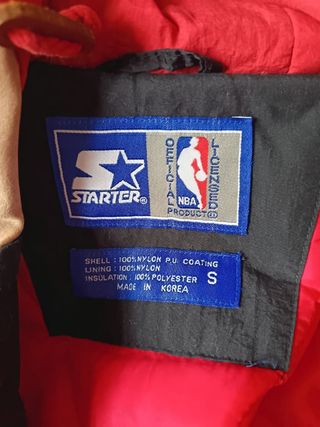 STARTER®
OFFICIAL
LICENSED
NBA
PRODUCT
SHELL : 100% NYLON P.U. COATING
LINING : 100% NYLON
INSULATION : 100% POLYESTER
MADE IN KOREA
S